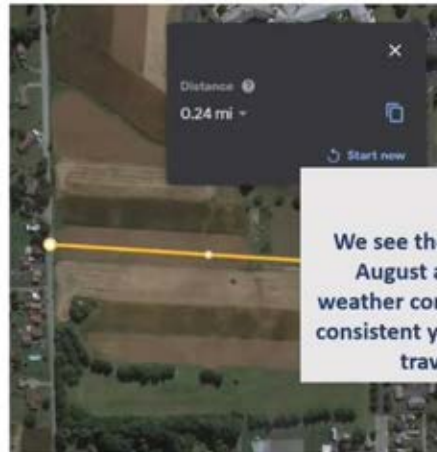 Distance
0.24 mi
Start new
We see th
August a
weather cor
consistent y
trav